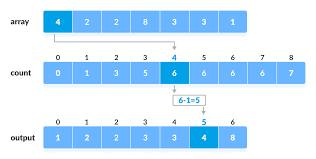 array 4 2 2 8 3 3 1
0 1 2 3 4 5 6 7 8
count 0 1 3 5 6 6 6 6 7
6-1=5
0 1 2 3 4 5 6
output 1 2 2 3 3 4 8